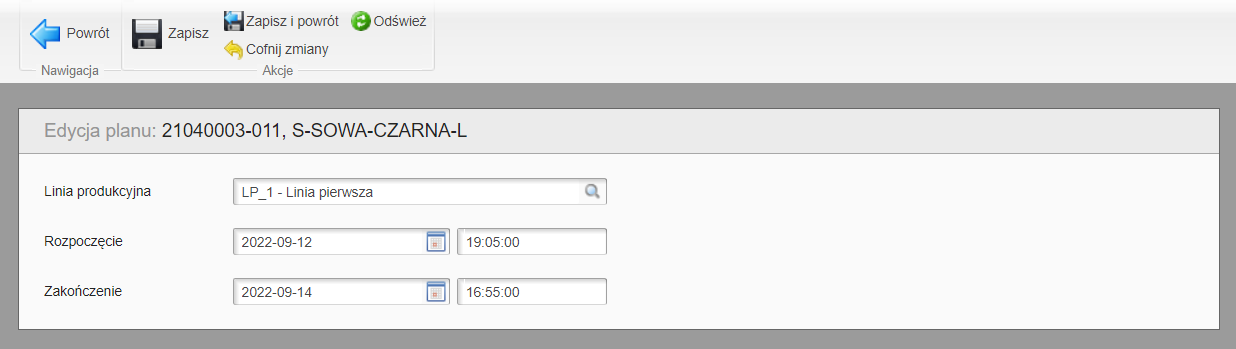 Powrót
Zapisz
Zapisz i powrót
Odśwież
Cofnij zmiany
Nawigacja
Akcje
Edycja planu: 21040003-011, S-SOWA-CZARNA-L
Linia produkcyjna
LP_1 - Linia pierwsza
Rozpoczęcie
2022-09-12
19:05:00
Zakończenie
2022-09-14
16:55:00